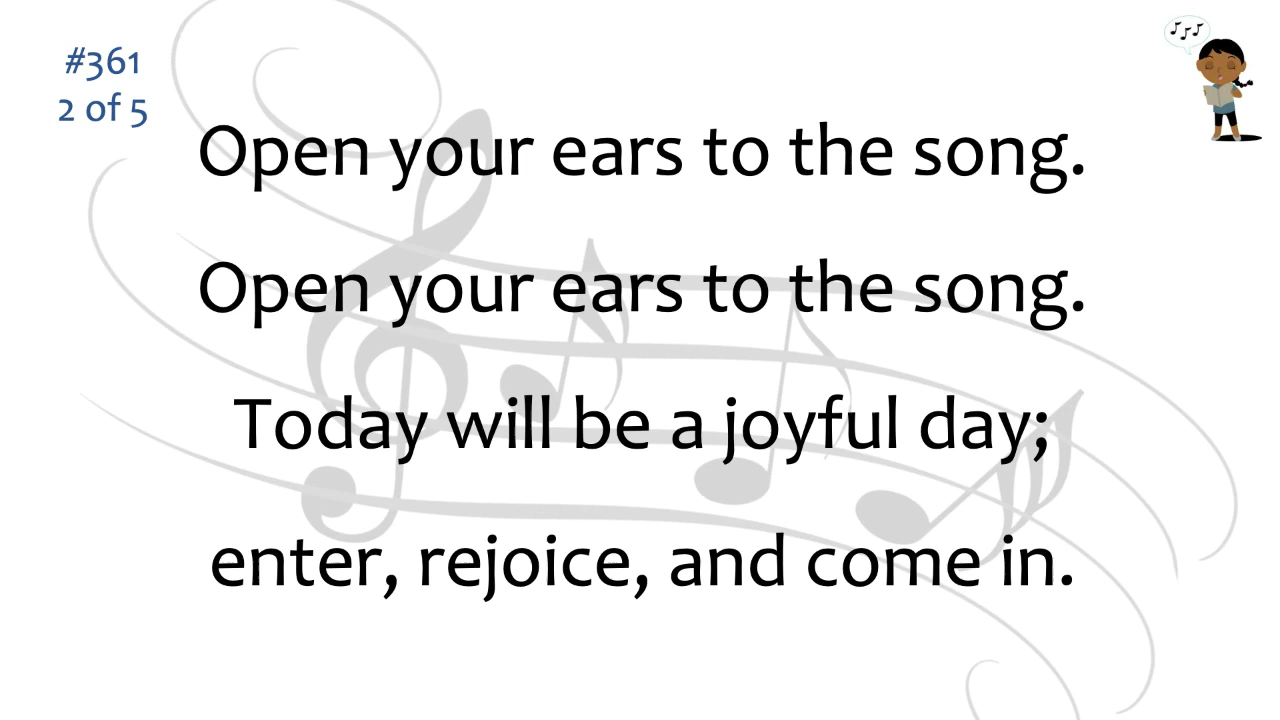 #361
2 of 5
Open your ears to the song.
Open your ears to the song.
Today will be a joyful day;
enter, rejoice, and come in.